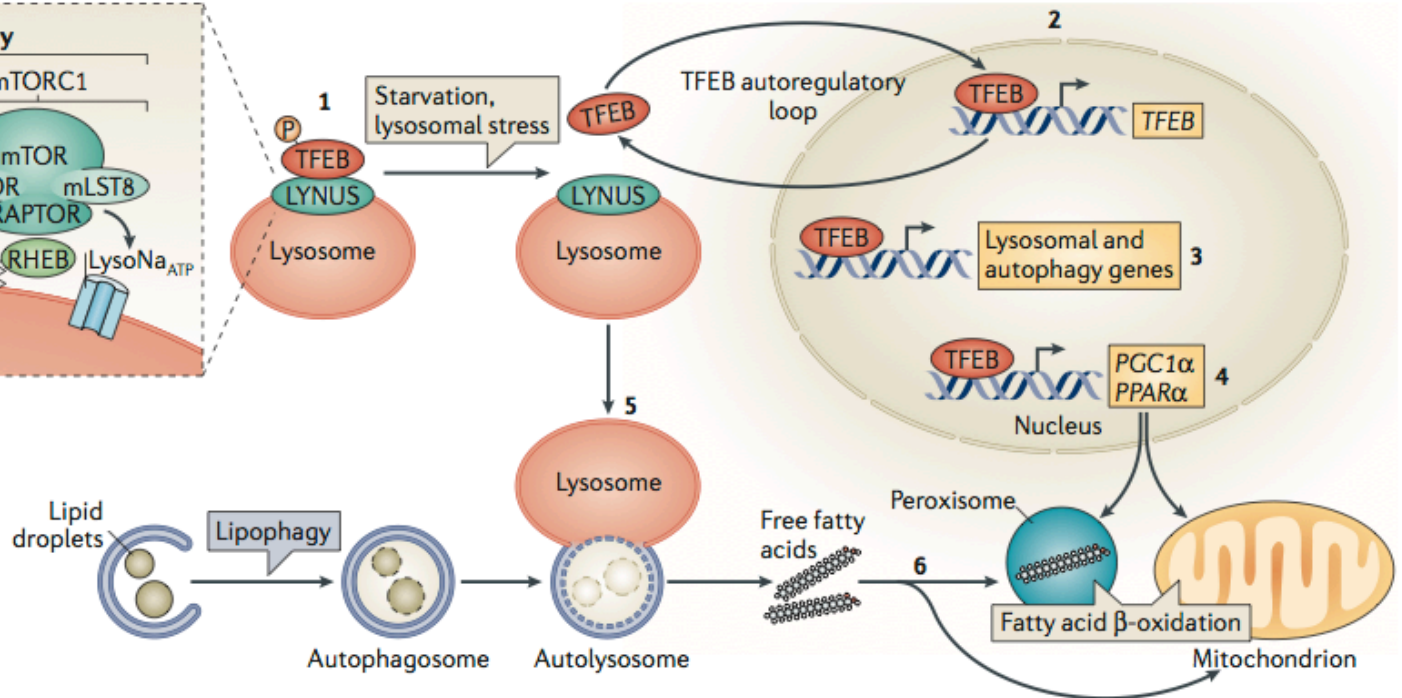 y
mTORC1
mTOR
OR
mLST8
RAPTOR
RHEB
LysoNaATP
1
P
TFEB
LYNUS
Lysosome
Starvation,
lysosomal stress
TFEB
LYNUS
Lysosome
TFEB autoregulatory
loop
2
TFEB
TFEB
TFEB
Lysosomal and
autophagy genes
3
TFEB
PGC1α
PPARα
4
Nucleus
5
Lysosome
Lipid
droplets
Lipophagy
Autophagosome
Autolysosome
Free fatty
acids
6
Peroxisome
Fatty acid β-oxidation
Mitochondrion